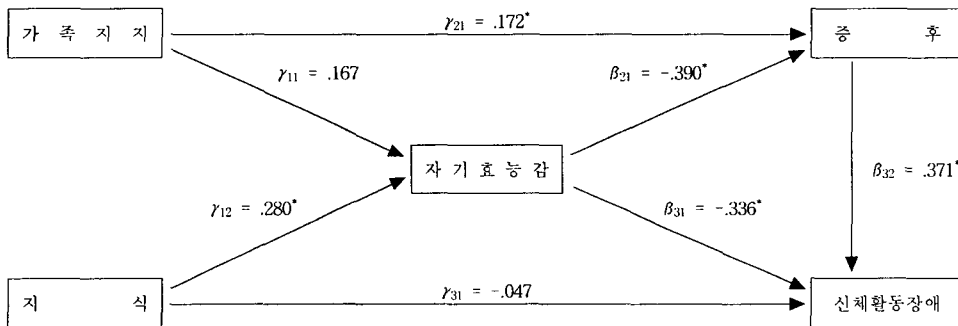 γ21 = .172*
가 족 지 지
증 후
γ11 = .167
β21 = -.390*
자 기 효 능 감
β32 = .371*
γ12 = .280*
β31 = -.336*
γ31 = -.047
지 식
신체활동장애